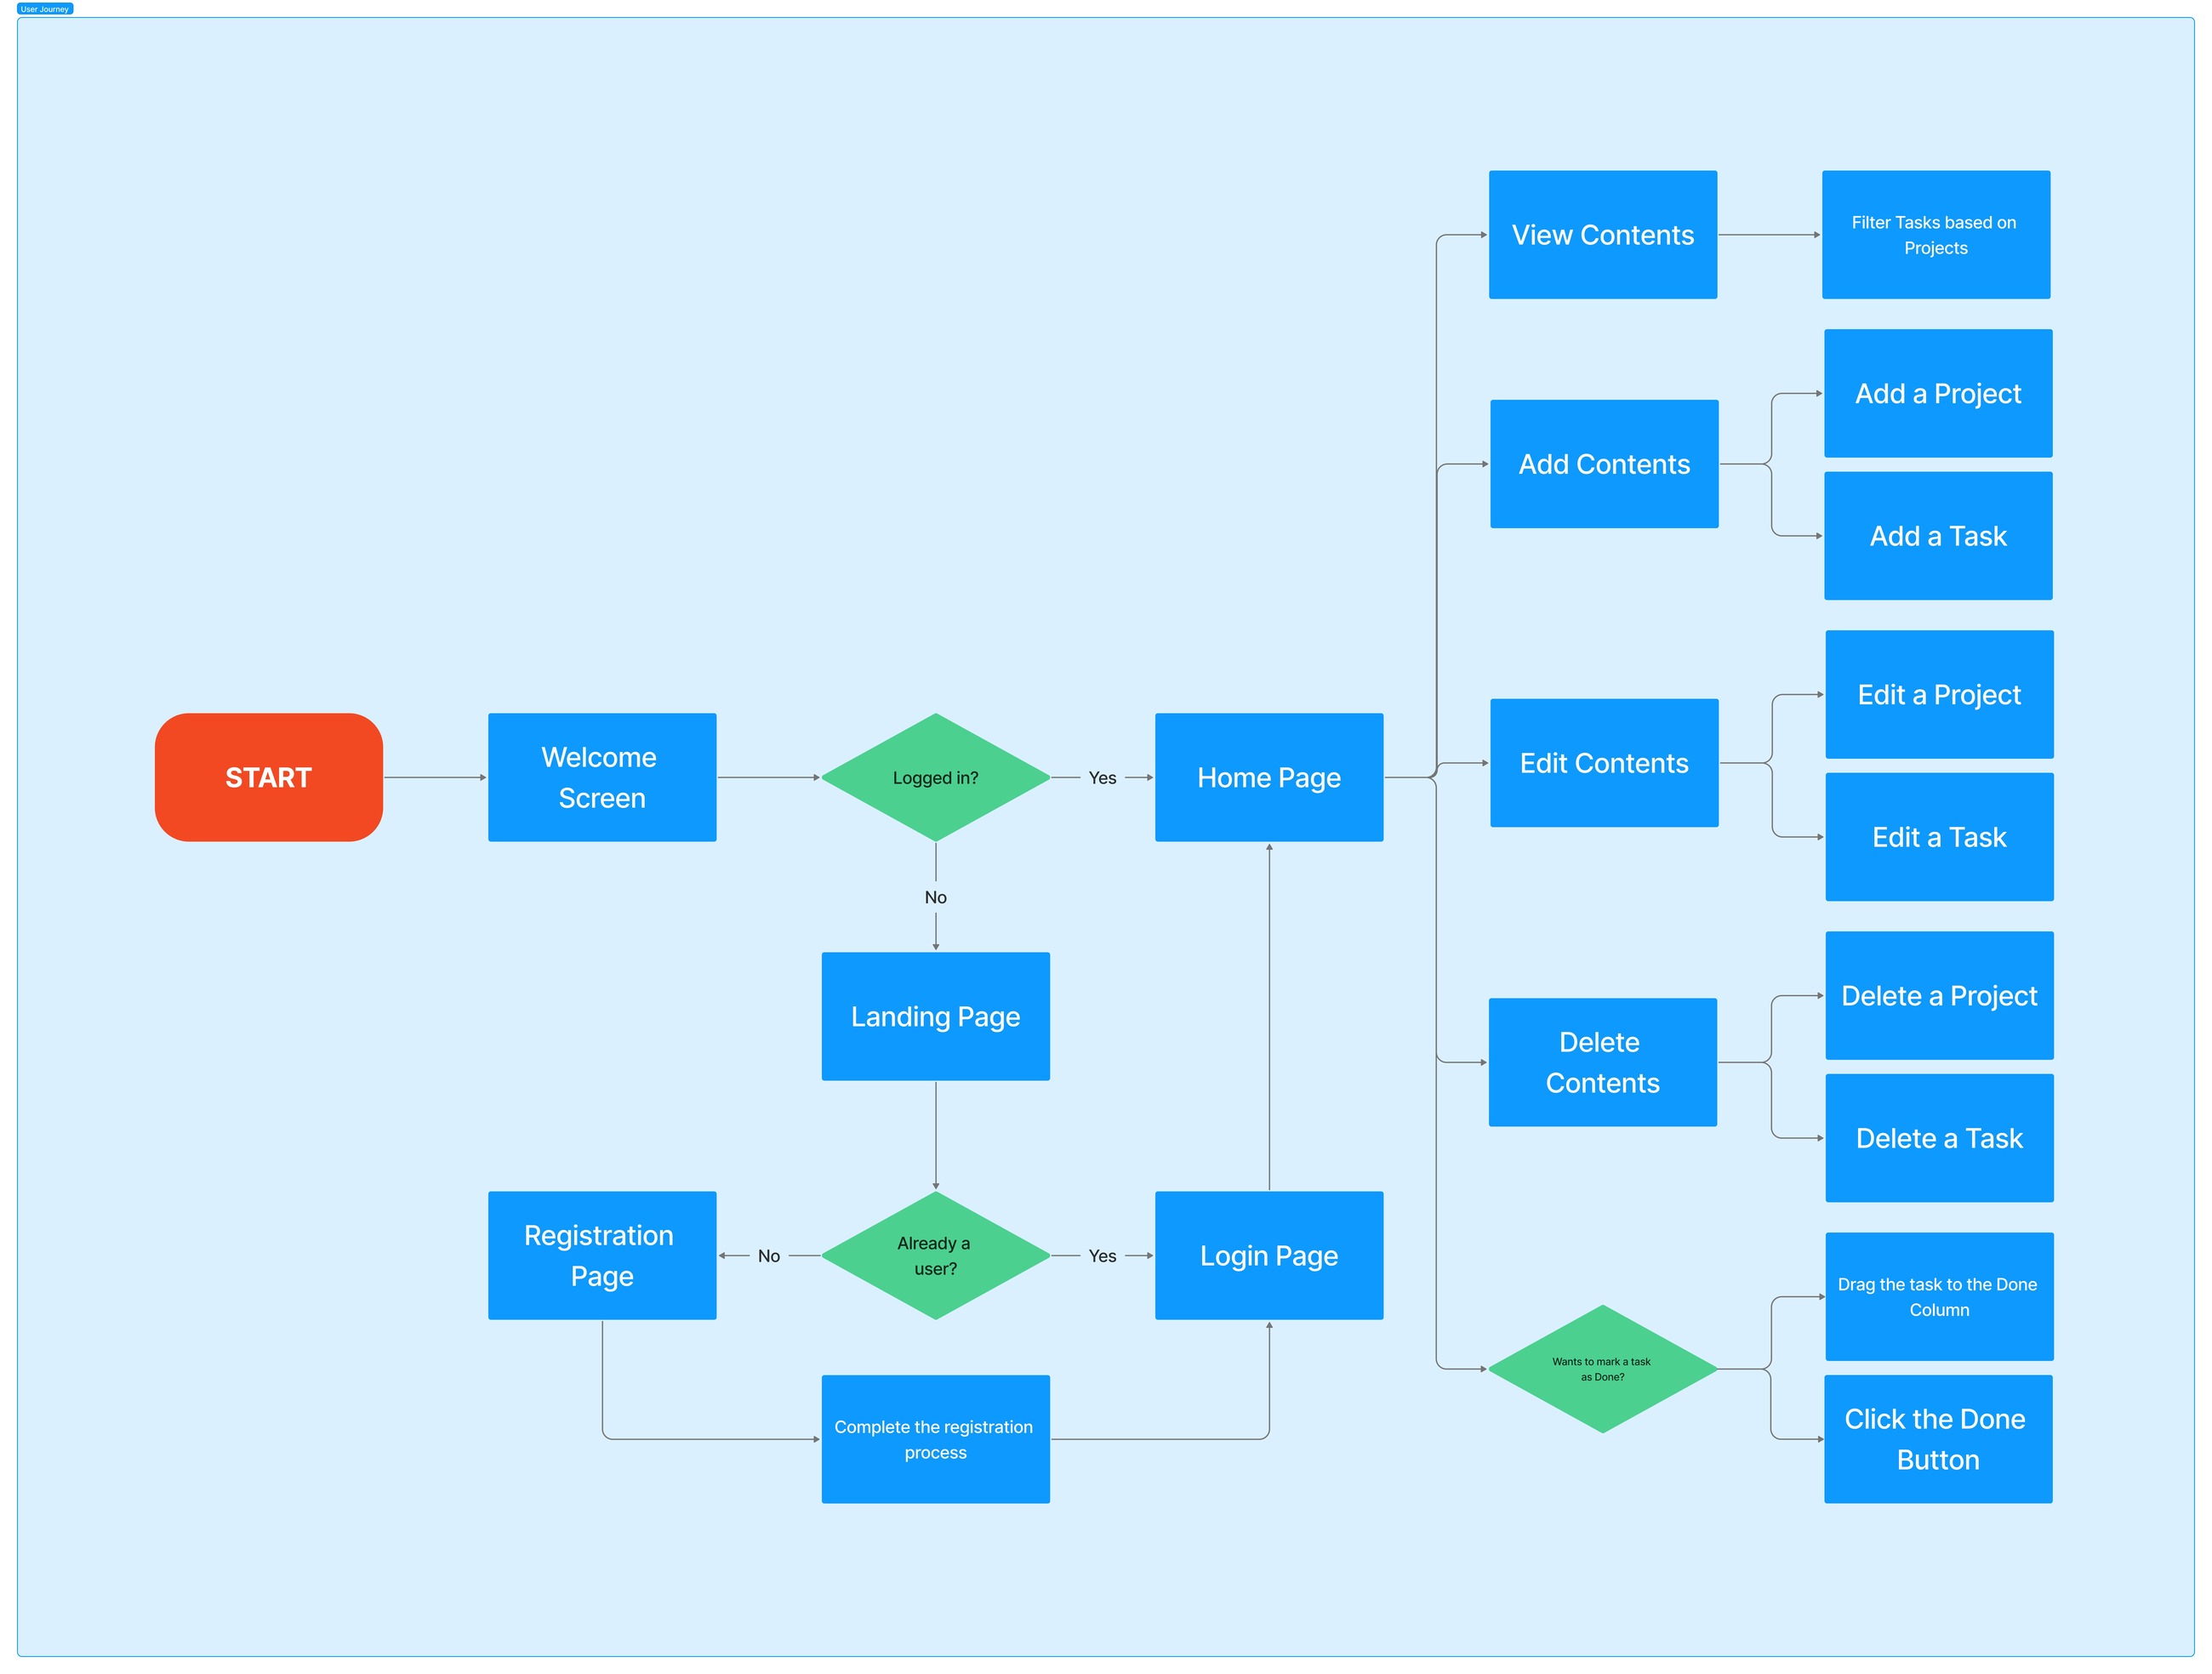 User Journey
View Contents
Filter Tasks based on
Projects
Add a Project
Add Contents
Add a Task
Edit a Project
START
Welcome
Screen
Logged in?
Yes
Home Page
Edit Contents
Edit a Task
No
Landing Page
Delete a Project
Delete
Contents
Delete a Task
Registration
Page
No
Already a
user?
Yes
Login Page
Drag the task to the Done
Column
Wants to mark a task
as Done?
Complete the registration
process
Click the Done
Button